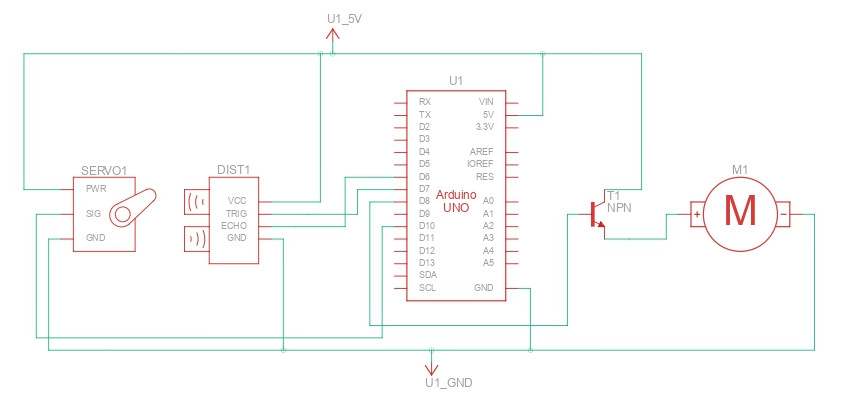 U1_5V
U1
SERVO1
PWR
SIG
GND
DIST1
VCC
TRIG
ECHO
GND
RX
TX
D2
D3
D4
D5
D6
D7
D8
D9
D10
D11
D12
D13
SDA
SCL
Arduino
UNO
VIN
5V
3.3V
AREF
IOREF
RES
A0
A1
A2
A3
A4
A5
GND
T1
NPN
M1
+
M
-
U1_GND